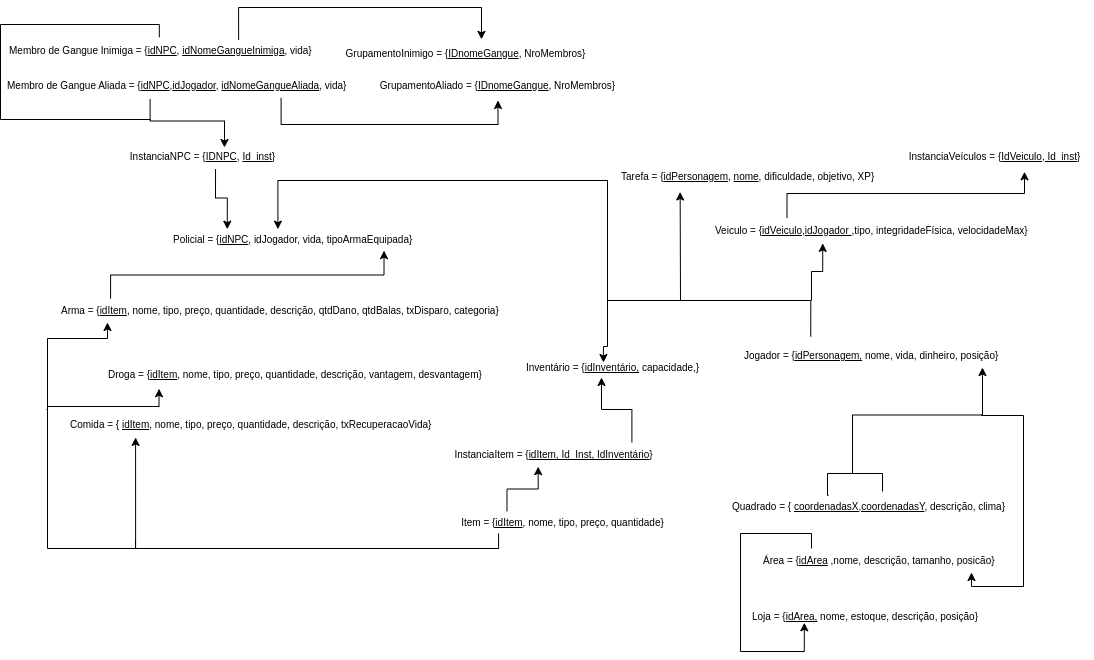 Membro de Gangue Inimiga = {idNPC, idNomeGangueInimiga, vida}
GrupamentoInimigo = {IDnomeGangue, NroMembros}
Membro de Gangue Aliada = {idNPC,idJogador, idNomeGangueAliada, vida}
GrupamentoAliado = {IDnomeGangue, NroMembros}
InstanciaNPC = {IDNPC, Id_inst}
InstanciaVeículos = {IdVeiculo, Id_inst}
Tarefa = {idPersonagem, nome, dificuldade, objetivo, XP}
Veiculo = {idVeiculo,idJogador ,tipo, integridadeFísica, velocidadeMax}
Policial = {idNPC, idJogador, vida, tipoArmaEquipada}
Arma = {idItem, nome, tipo, preço, quantidade, descrição, qtdDano, qtdBalas, txDisparo, categoria}
Jogador = {idPersonagem, nome, vida, dinheiro, posição}
Inventário = {idInventário, capacidade,}
Droga = {idItem, nome, tipo, preço, quantidade, descrição, vantagem, desvantagem}
Comida = { idItem, nome, tipo, preço, quantidade, descrição, txRecuperacaoVida}
InstanciaItem = {idItem, Id_Inst, IdInventário}
Quadrado = { coordenadasX,coordenadasY, descrição, clima}
Item = {idItem, nome, tipo, preço, quantidade}
Área = {idArea ,nome, descrição, tamanho, posicão}
Loja = {idArea, nome, estoque, descrição, posição}